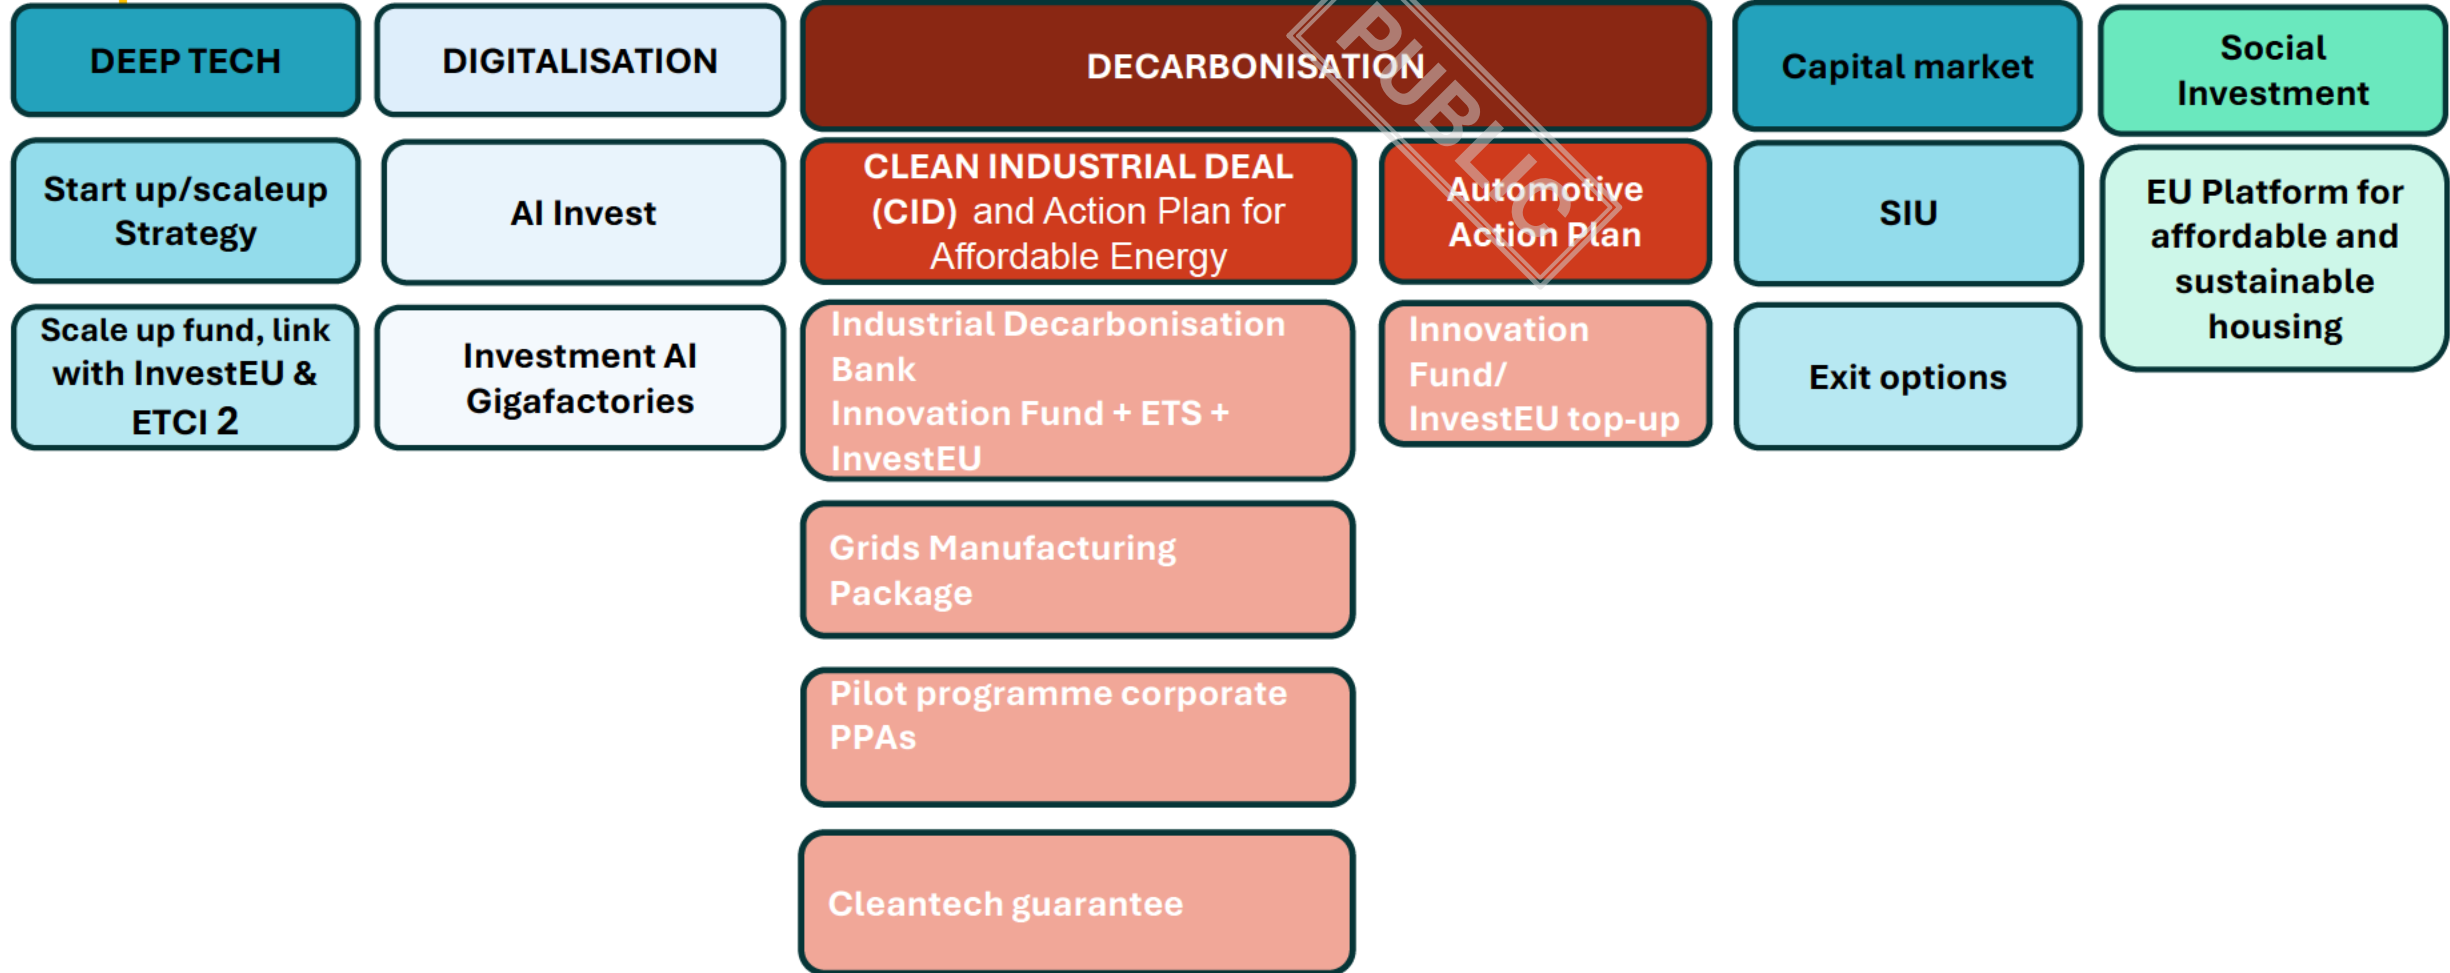 DEEP TECH
DIGITALISATION
DECARBONISATION
Capital market
Social
Investment
PUBLIC
Start up/scaleup
Strategy
AI Invest
CLEAN INDUSTRIAL DEAL
(CID) and Action Plan for
Affordable Energy
Automotive
Action Plan
SIU
EU Platform for
affordable and
sustainable
housing
Scale up fund, link
with InvestEU &
ETCI 2
Investment AI
Gigafactories
Industrial Decarbonisation
Bank
Innovation Fund + ETS +
InvestEU
Innovation
Fund/
InvestEU top-up
Exit options
Grids Manufacturing
Package
Pilot programme corporate
PPAs
Cleantech guarantee